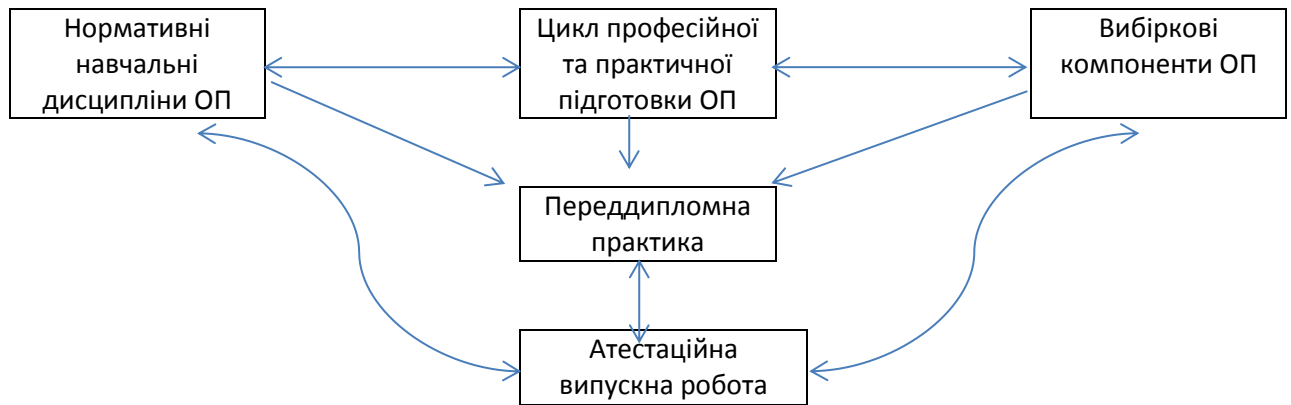 Нормативні
навчальні
дисципліни ОП
Цикл професійної
та практичної
підготовки ОП
Вибіркові
компоненти ОП
Переддипломна
практика
Атестаційна
випускна робота